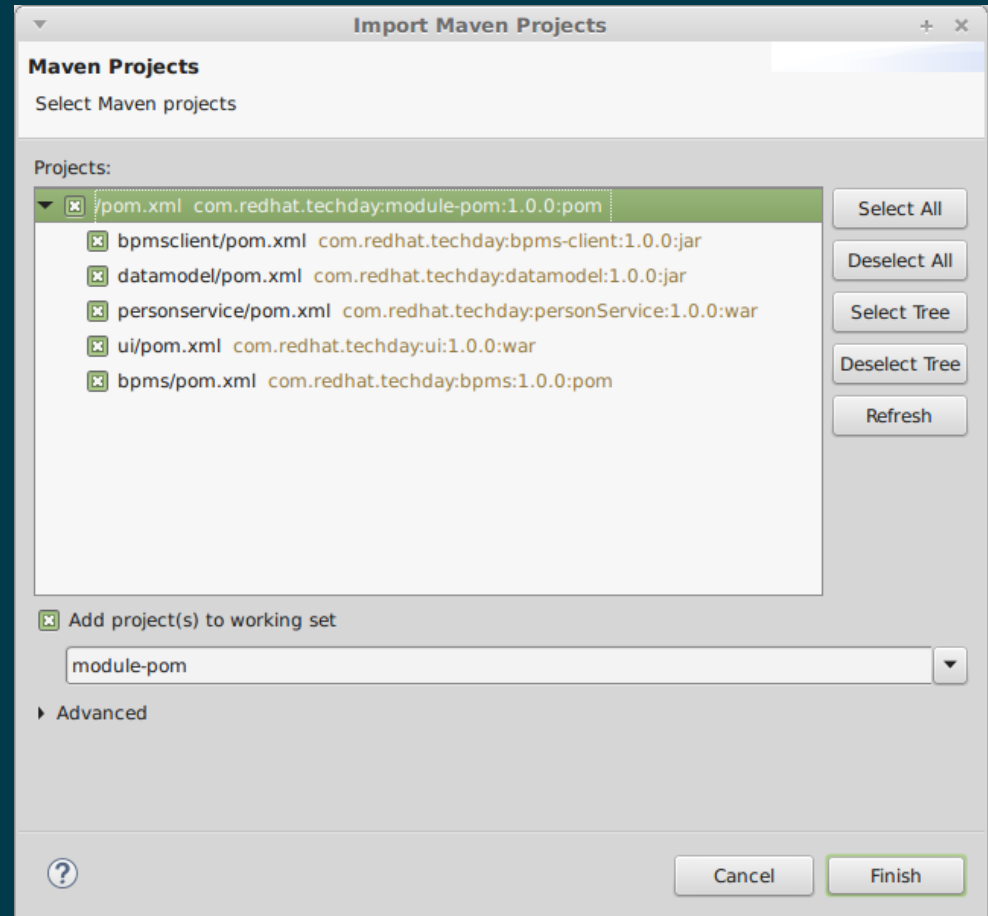 Import Maven Projects
Maven Projects
Select Maven projects
Projects:
/pom.xml com.redhat.techday:module-pom:1.0.0:pom
bpmsclient/pom.xml com.redhat.techday:bpms-client:1.0.0:jar
datamodel/pom.xml com.redhat.techday:datamodel:1.0.0:jar
personservice/pom.xml com.redhat.techday:personService:1.0.0:war
ui/pom.xml com.redhat.techday:ui:1.0.0:war
bpms/pom.xml com.redhat.techday:bpms:1.0.0:pom
Select All
Deselect All
Select Tree
Deselect Tree
Refresh
Add project(s) to working set
module-pom
Advanced
?
Cancel
Finish